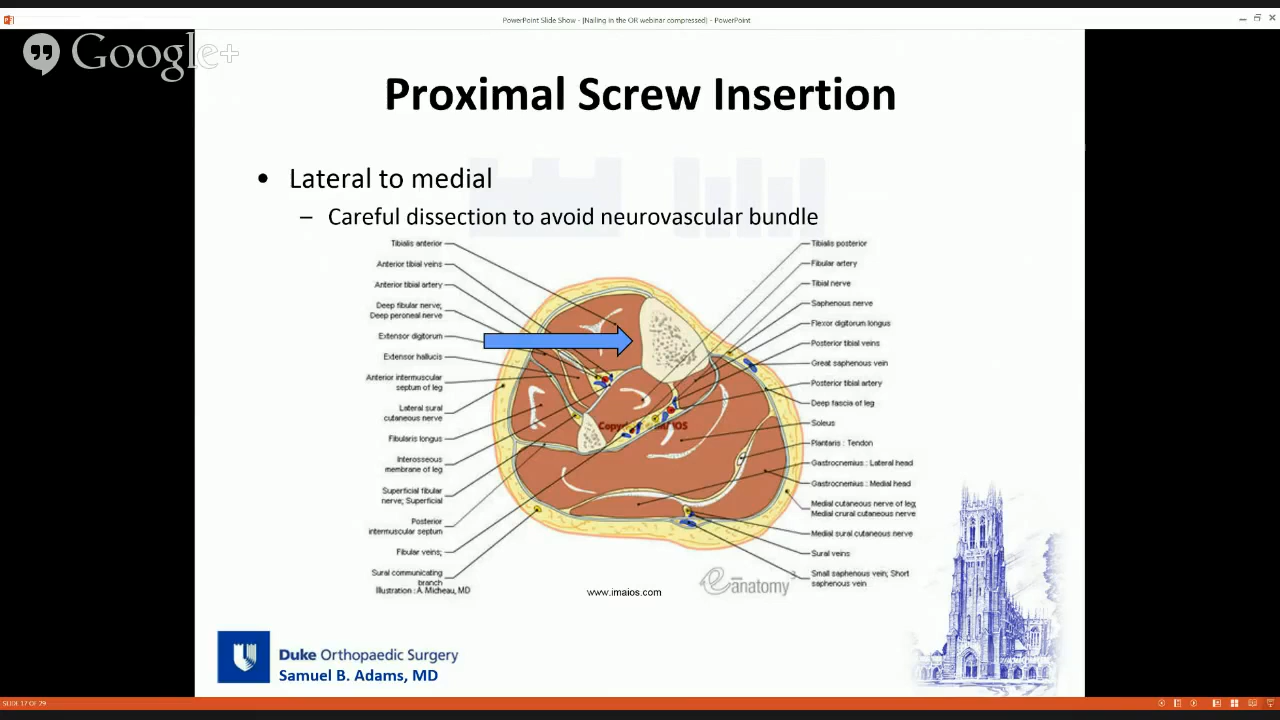 PowerPoint Slide Show - [Nailing in the OR webinar compressed] - PowerPoint
Google+
Proximal Screw Insertion
• Lateral to medial
– Careful dissection to avoid neurovascular bundle
Tibialis anterior
Anterior tibial veins
Anterior tibial artery
Deep fibular nerve;
Deep peroneal nerve
Extensor digitorum
Extensor hallucis
Anterior intermuscular
septum of leg
Lateral sural
cutaneous nerve
Fibularis longus
Interosseous
membrane of leg
Superficial fibular
nerve; Superficial
Posterior
intermuscular septum
Fibular veins;
Sural communicating
branch
Illustration : A. Micheau, MD
Tibialis posterior
Fibular artery
Tibial nerve
Saphenous nerve
Flexor digitorum longus
Posterior tibial veins
Great saphenous vein
Posterior tibial artery
Deep fascia of leg
Soleus
Plantaris : Tendon
Gastrocnemius : Lateral head
Gastrocnemius : Medial head
Medial cutaneous nerve of leg;
Medial crural cutaneous nerve
Medial sural cutaneous nerve
Sural veins
Small saphenous vein; Short
saphenous vein
e-anatomy
www.imaios.com
Duke Orthopaedic Surgery
Samuel B. Adams, MD
SLIDE 17 OF 29